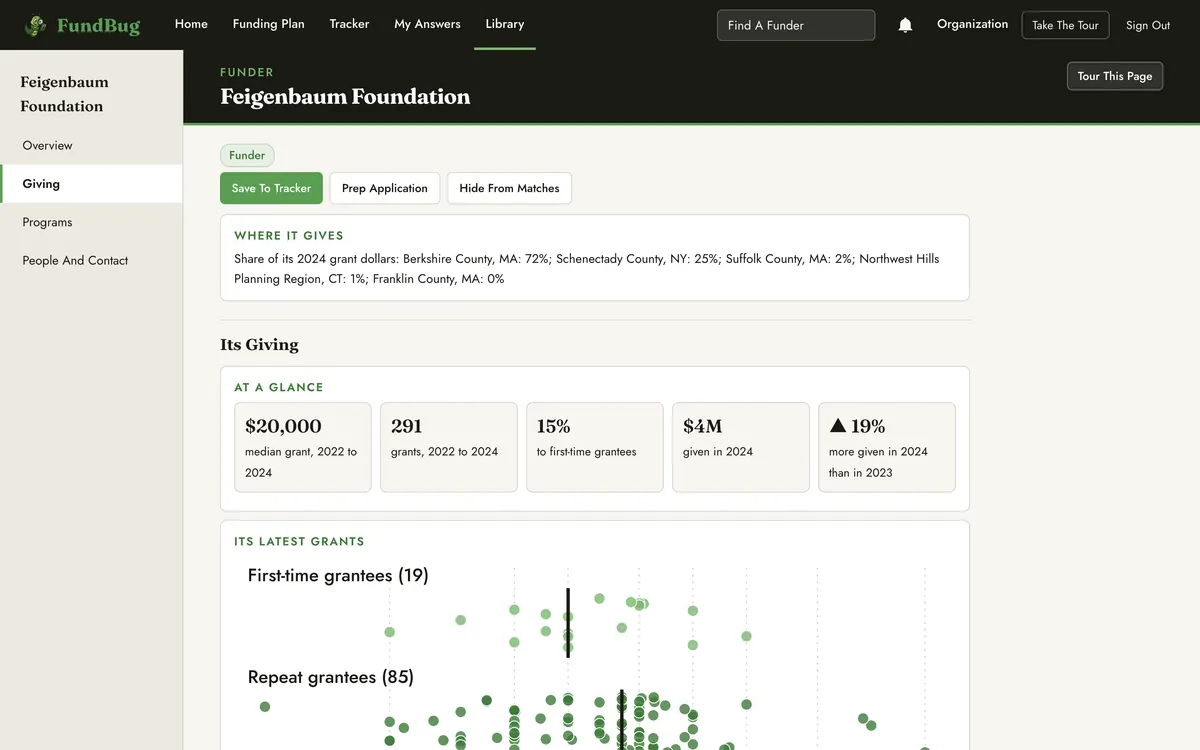 FundBug
Home
Funding Plan
Tracker
My Answers
Library
Find A Funder
Organization
Take The Tour
Sign Out
Feigenbaum
Foundation
Overview
Giving
Programs
People And Contact
FUNDER
Feigenbaum Foundation
Tour This Page
Funder
Save To Tracker
Prep Application
Hide From Matches
WHERE IT GIVES
Share of its 2024 grant dollars: Berkshire County, MA: 72%; Schenectady County, NY: 25%; Suffolk County, MA: 2%; Northwest Hills
Planning Region, CT: 1%; Franklin County, MA: 0%
Its Giving
AT A GLANCE
$20,000
median grant, 2022 to
2024
291
grants, 2022 to 2024
15%
to first-time grantees
$4M
given in 2024
▲ 19%
more given in 2024
than in 2023
ITS LATEST GRANTS
First-time grantees (19)
Repeat grantees (85)